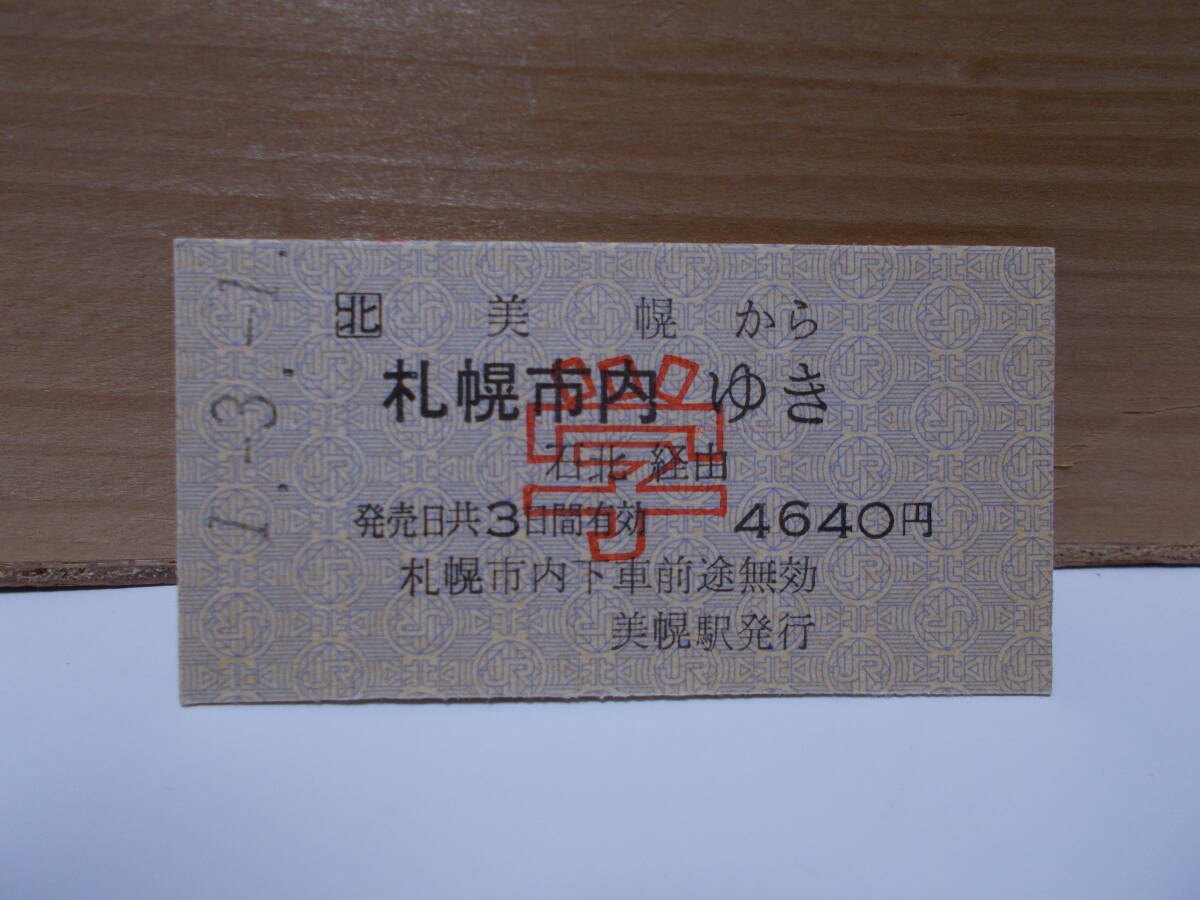 1.-3.-1.
北 美幌から
札幌市内 ゆき
学
石北 経由
発売日共3日間有効 4640円
札幌市内下車前途無効
美幌駅発行